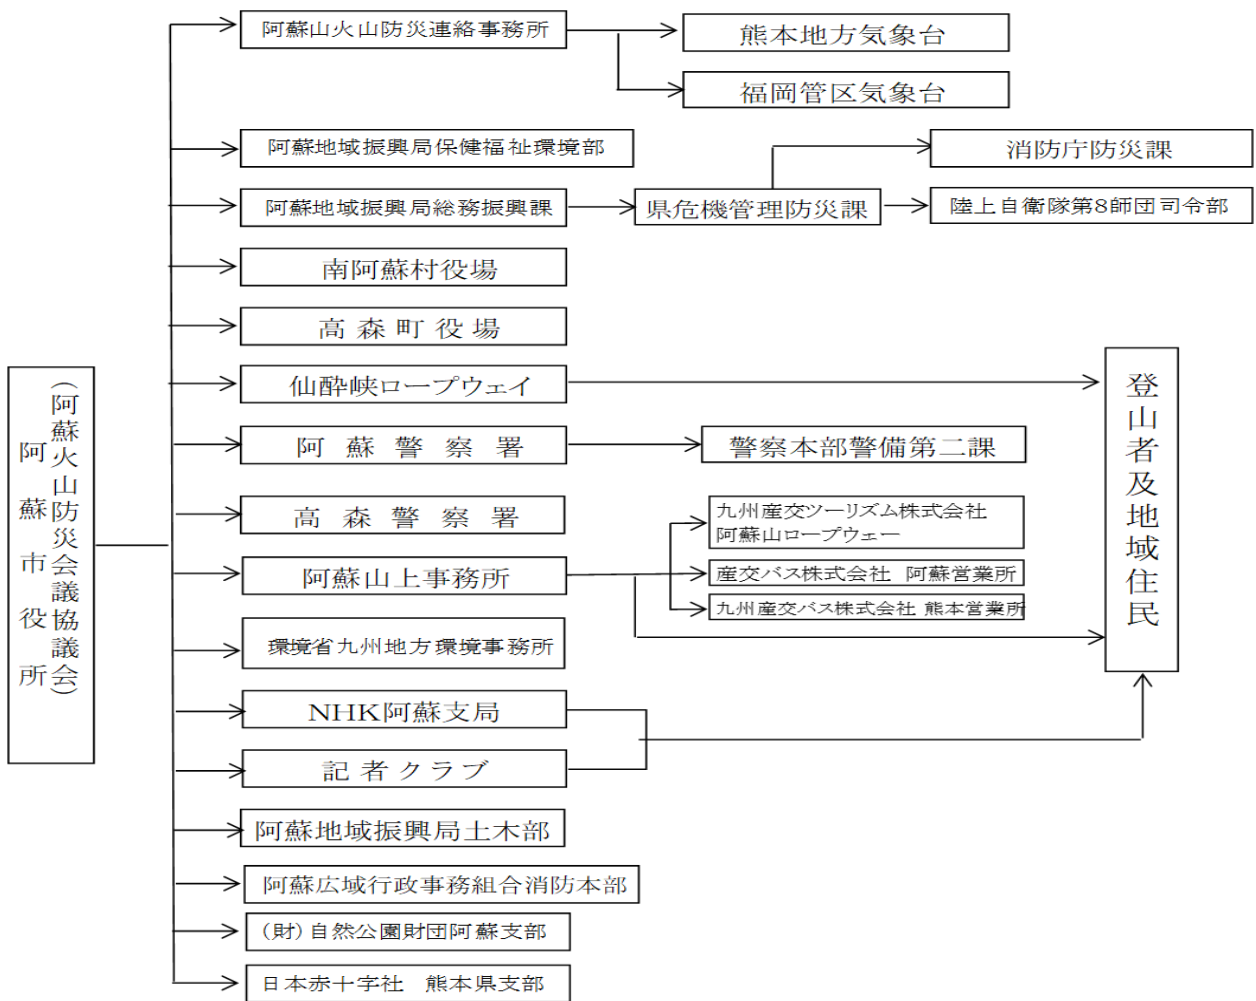 阿蘇市役所
(阿蘇火山防災会議協議会)
阿蘇山火山防災連絡事務所
熊本地方気象台
福岡管区気象台
阿蘇地域振興局保健福祉環境部
消防庁防災課
阿蘇地域振興局総務振興課
県危機管理防災課
陸上自衛隊第8師団司令部
南阿蘇村役場
高森町役場
仙酔峡ロープウェイ
登山者及地域住民
阿蘇警察署
警察本部警備第二課
高森警察署
九州産交ツーリズム株式会社
阿蘇山ロープウェー
阿蘇山上事務所
産交バス株式会社 阿蘇営業所
九州産交バス株式会社 熊本営業所
環境省九州地方環境事務所
NHK阿蘇支局
記者クラブ
阿蘇地域振興局土木部
阿蘇広域行政事務組合消防本部
(財)自然公園財団阿蘇支部
日本赤十字社 熊本県支部